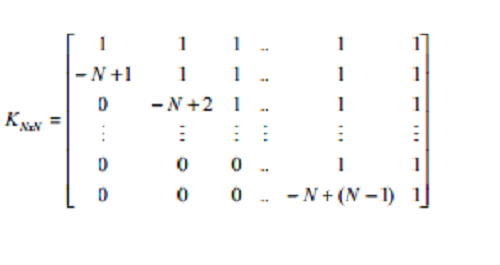 1 1 1 .. 1 1
-N+1 1 1 .. 1 1
0 -N+2 1 .. 1 1
K_{NxN} = ⋮ ⋮ ⋮ ⋮ ⋮ ⋮
0 0 0 .. 1 1
0 0 0 .. -N+(N-1) 1